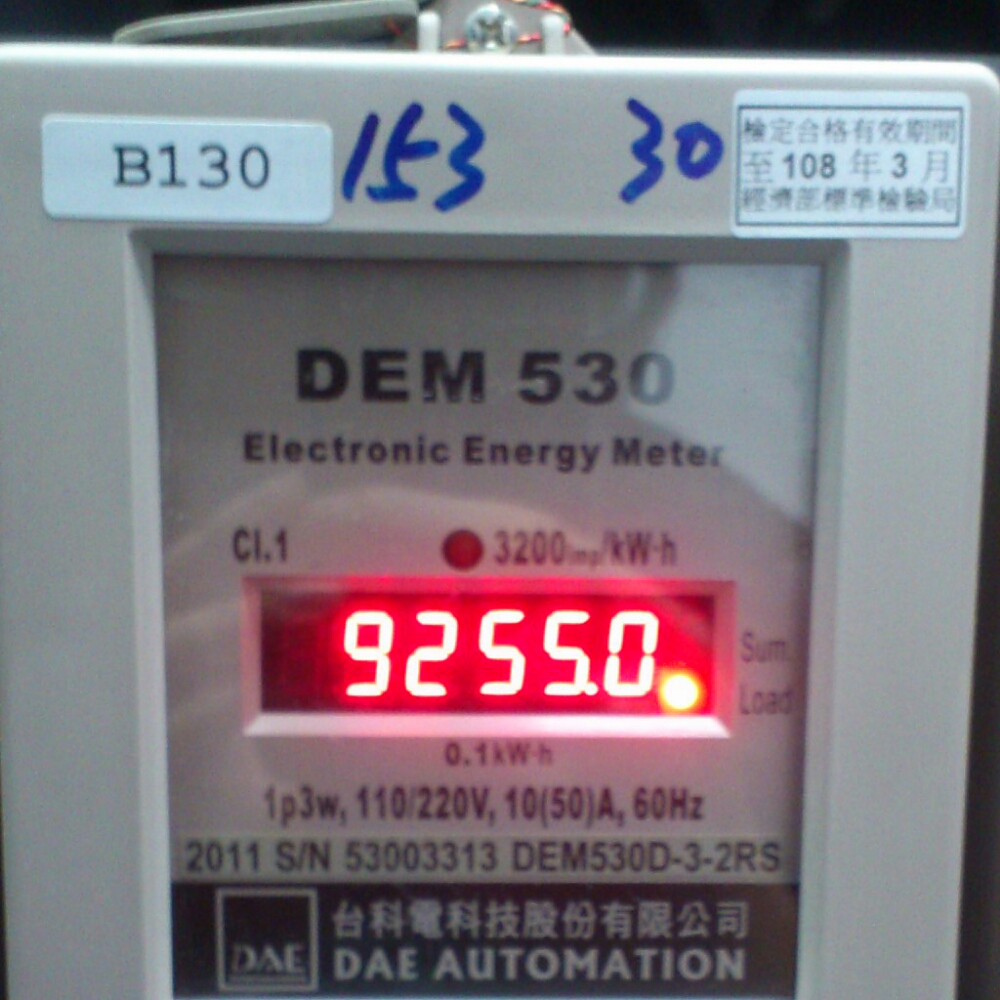 B130
153
30
檢定合格有效期間
至 108 年 3 月
經濟部標準檢驗局
DEM 530
Electronic Energy Meter
Cl.1
3200imp/kW·h
9255.0
Sum
Load
0.1kW·h
1p3w, 110/220V, 10(50)A, 60Hz
2011 S/N 53003313 DEM530D-3-2RS
DAE
台科電科技股份有限公司
DAE AUTOMATION